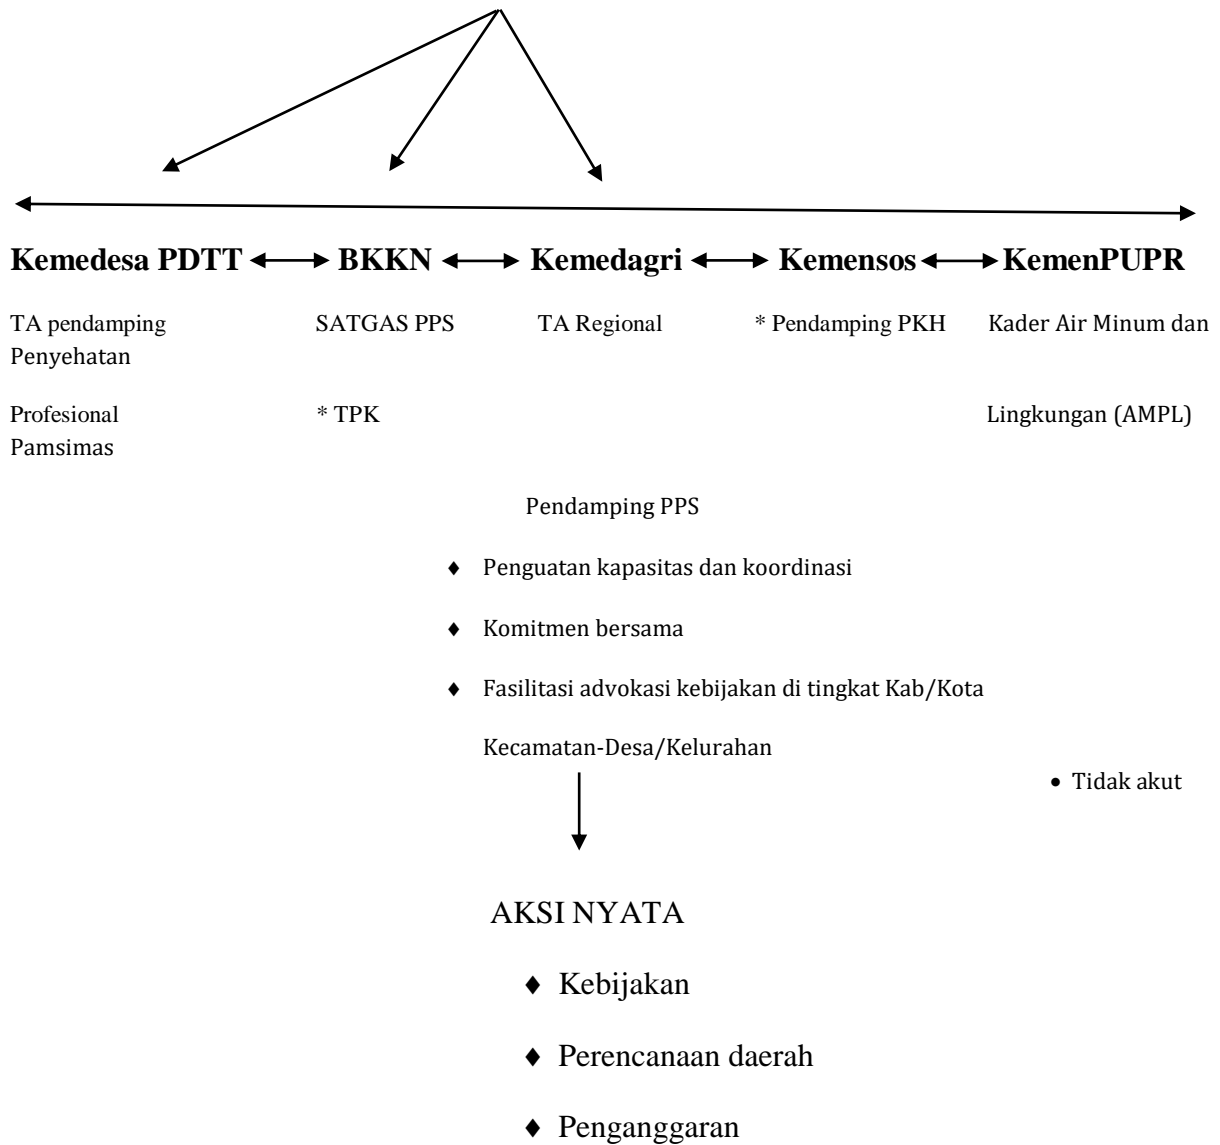 Kemedesa PDTT BKKN Kemedagri Kemensos KemenPUPR
TA pendamping SATGAS PPS TA Regional * Pendamping PKH Kader Air Minum dan
Penyehatan
Profesional * TPK Lingkungan (AMPL)
Pamsimas
Pendamping PPS
♦ Penguatan kapasitas dan koordinasi
♦ Komitmen bersama
♦ Fasilitasi advokasi kebijakan di tingkat Kab/Kota
Kecamatan-Desa/Kelurahan
• Tidak akut
AKSI NYATA
♦ Kebijakan
♦ Perencanaan daerah
♦ Penganggaran